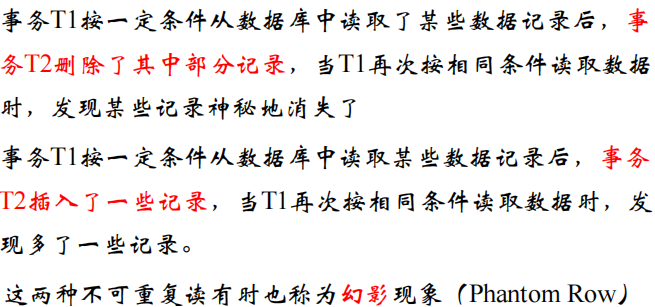 事务T1按一定条件从数据库中读取了某些数据记录后，事
务T2删除了其中部分记录，当T1再次按相同条件读取数据
时，发现某些记录神秘地消失了
事务T1按一定条件从数据库中读取某些数据记录后，事务
T2插入了一些记录，当T1再次按相同条件读取数据时，发
现多了一些记录。
这两种不可重复读有时也称为幻影现象（Phantom Row）